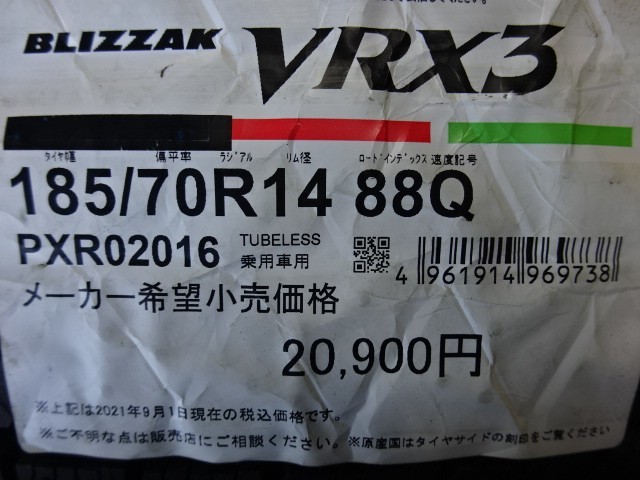 BLIZZAK VRX3
タイヤ幅 偏平率 ラジアル リム径 ロードインデックス 速度記号
185/70R14 88Q
PXR02016 TUBELESS
乗用車用
4 961914 969738
メーカー希望小売価格
20,900円
※上記は2021年9月1日現在の税込価格です。
※ご不明な点は販売店にご相談ください。※原産国はタイヤサイドの刻印をご覧ください